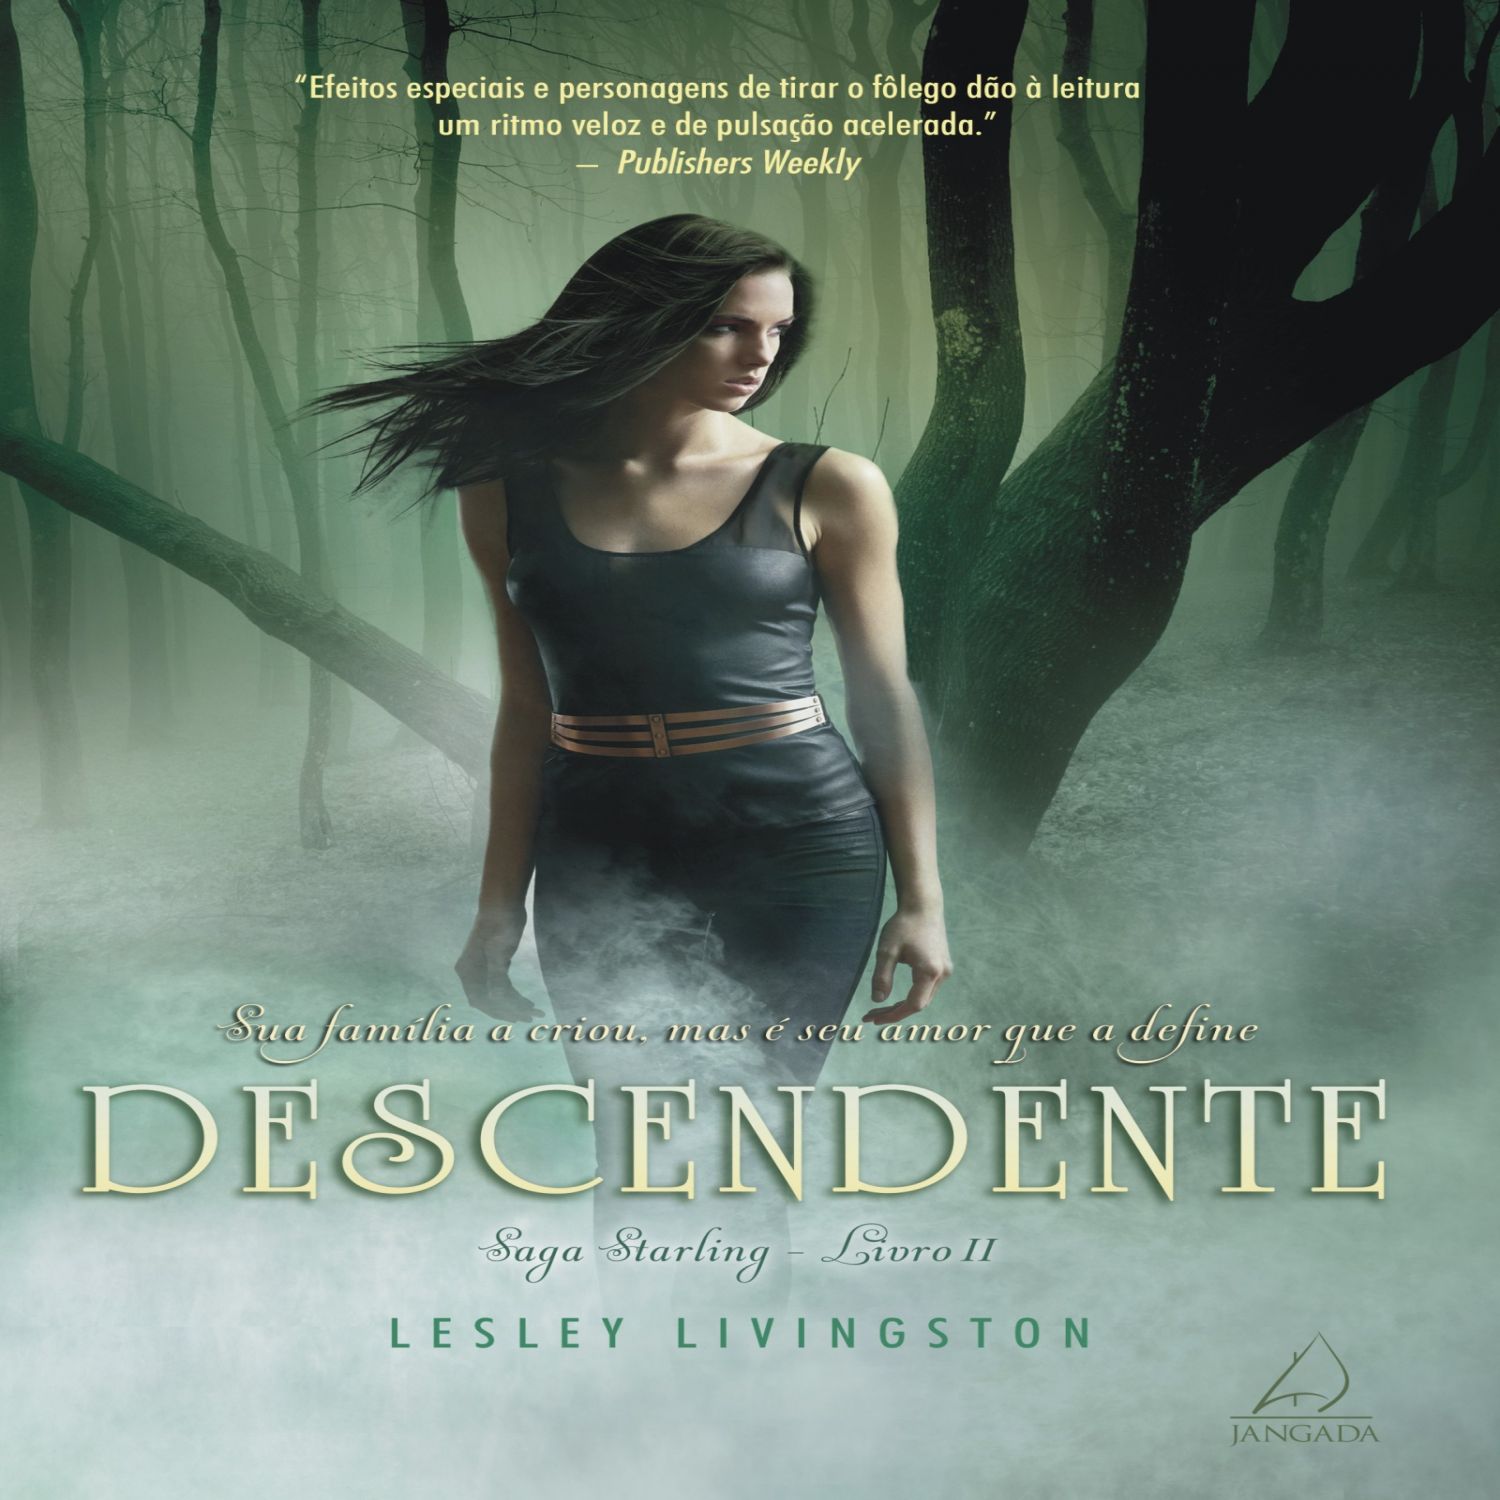 “Efeitos especiais e personagens de tirar o fôlego dão à leitura
um ritmo veloz e de pulsação acelerada.”
— Publishers Weekly
Sua família a criou, mas é seu amor que a define
DESCENDENTE
Saga Starling – Livro II
LESLEY LIVINGSTON
JANGADA